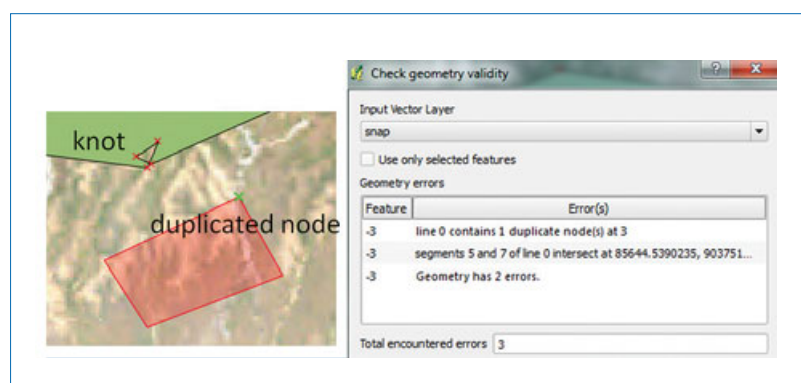 knot
duplicated node
Check geometry validity
?
Input Vector Layer
snap
Use only selected features
Geometry errors
Feature Error(s)
-3 line 0 contains 1 duplicate node(s) at 3
-3 segments 5 and 7 of line 0 intersect at 85644.5390235, 903751...
-3 Geometry has 2 errors.
Total encountered errors 3